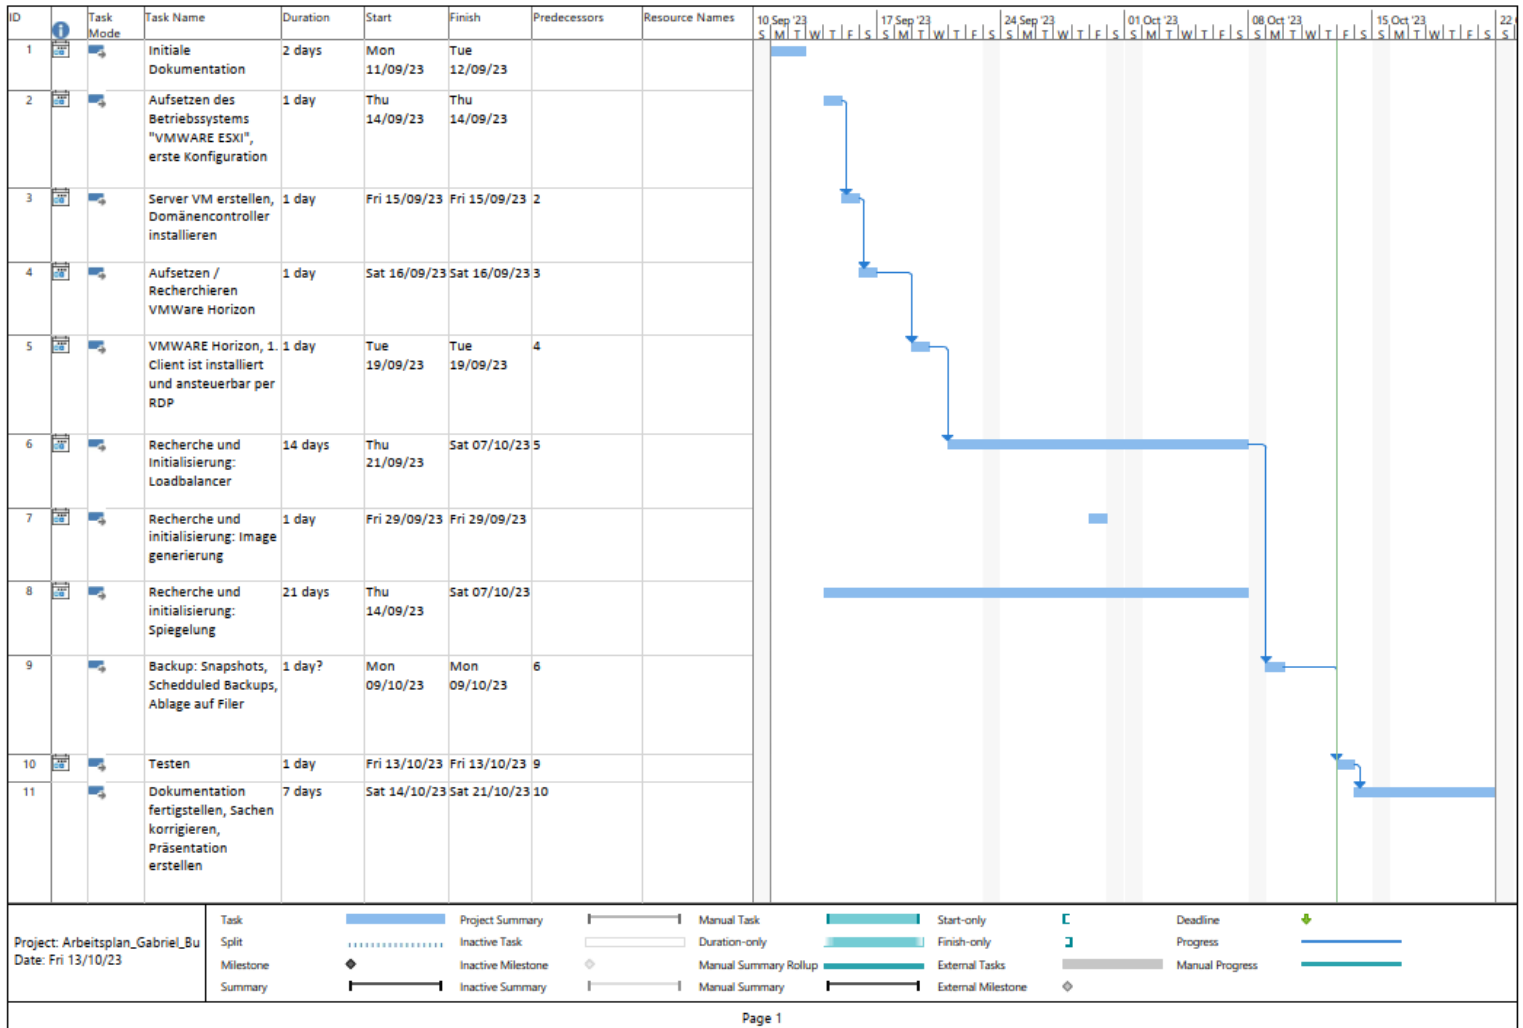 ID Task Mode Task Name Duration Start Finish Predecessors Resource Names
10 Sep '23 17 Sep '23 24 Sep '23 01 Oct '23 08 Oct '23 15 Oct '23 22
S M T W T F S S M T W T F S S M T W T F S S M T W T F S S M T W T F S S M T W T F S S
1 Initiale 2 days Mon Tue
Dokumentation 11/09/23 12/09/23
2 Aufsetzen des 1 day Thu Thu
Betriebssystems 14/09/23 14/09/23
"VMWARE ESXI",
erste Konfiguration
3 Server VM erstellen, 1 day Fri 15/09/23 Fri 15/09/23 2
Domänencontroller
installieren
4 Aufsetzen / 1 day Sat 16/09/23 Sat 16/09/23 3
Recherchieren
VMWare Horizon
5 VMWARE Horizon, 1. 1 day Tue Tue 4
Client ist installiert 19/09/23 19/09/23
und ansteuerbar per
RDP
6 Recherche und 14 days Thu Sat 07/10/23 5
Initialisierung: 21/09/23
Loadbalancer
7 Recherche und 1 day Fri 29/09/23 Fri 29/09/23
initialisierung: Image
generierung
8 Recherche und 21 days Thu Sat 07/10/23
initialisierung: 14/09/23
Spiegelung
9 Backup: Snapshots, 1 day? Mon Mon 6
Schedduled Backups, 09/10/23 09/10/23
Ablage auf Filer
10 Testen 1 day Fri 13/10/23 Fri 13/10/23 9
11 Dokumentation 7 days Sat 14/10/23 Sat 21/10/23 10
fertigstellen, Sachen
korrigieren,
Präsentation
erstellen
Project: Arbeitsplan_Gabriel_Bu
Date: Fri 13/10/23
Task Project Summary Manual Task Start-only Deadline
Split Inactive Task Duration-only Finish-only Progress
Milestone Inactive Milestone Manual Summary Rollup External Tasks Manual Progress
Summary Inactive Summary Manual Summary External Milestone
Page 1